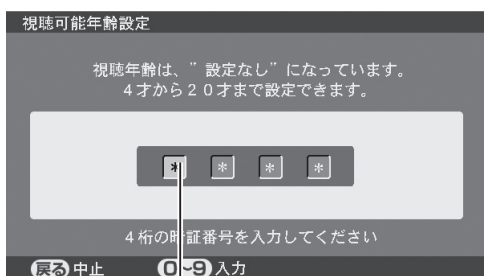 視聴可能年齢設定
視聴年齢は、”設定なし”になっています。
4才から20才まで設定できます。
* * * *
4桁の暗証番号を入力してください
戻る 中止 0~9 入力